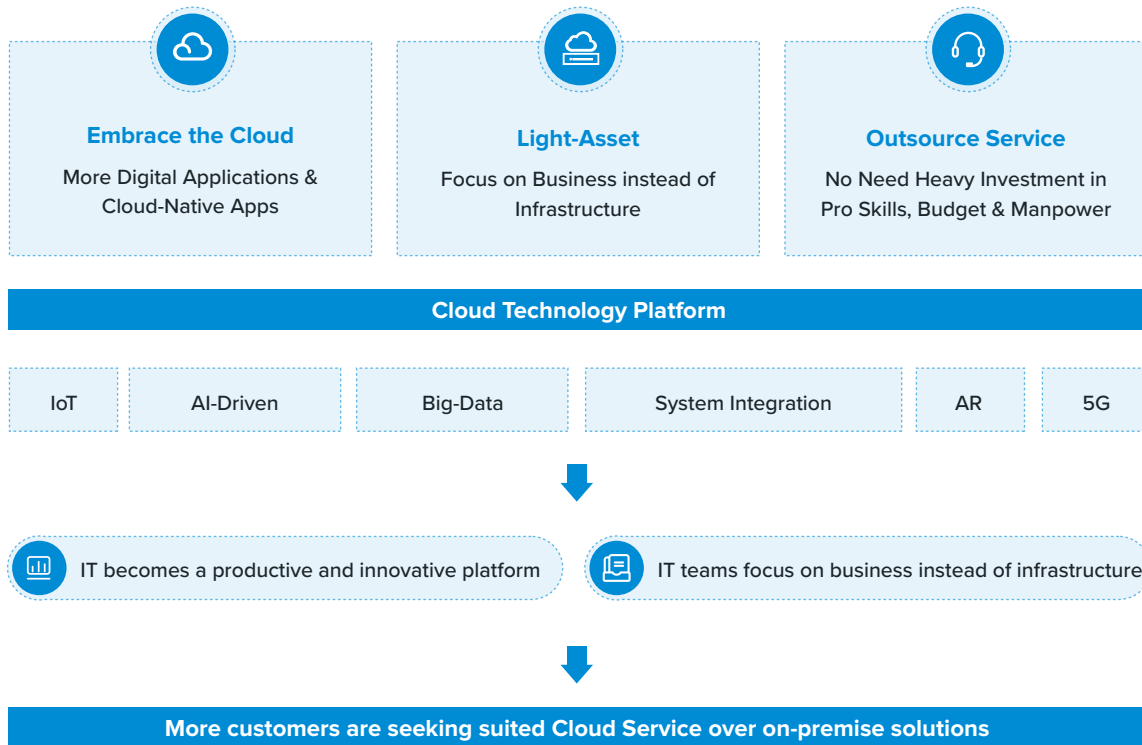 Embrace the Cloud
More Digital Applications &
Cloud-Native Apps
Light-Asset
Focus on Business instead of
Infrastructure
Outsource Service
No Need Heavy Investment in
Pro Skills, Budget & Manpower
Cloud Technology Platform
IoT
AI-Driven
Big-Data
System Integration
AR
5G
IT becomes a productive and innovative platform
IT teams focus on business instead of infrastructure
More customers are seeking suited Cloud Service over on-premise solutions